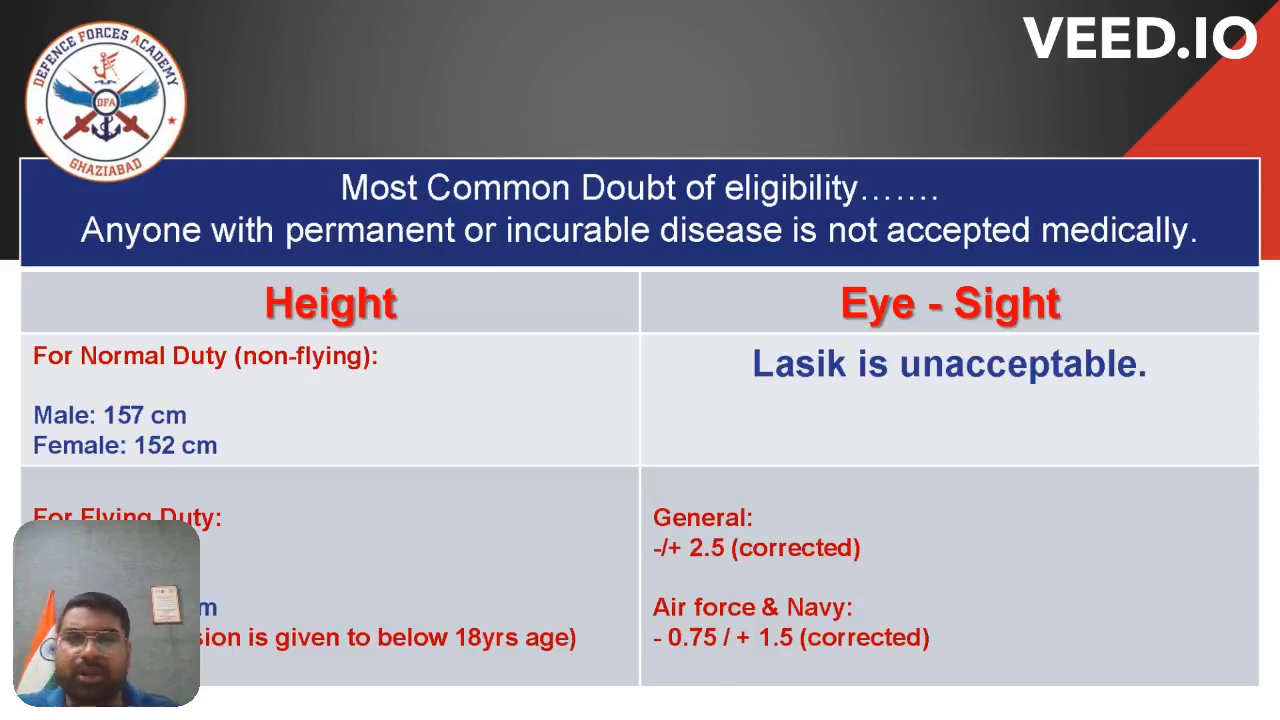 VEED.IO
DEFENCE FORCES ACADEMY
DFA
GHAZIABAD
Most Common Doubt of eligibility.......
Anyone with permanent or incurable disease is not accepted medically.
Height
Eye - Sight
For Normal Duty (non-flying):
Male: 157 cm
Female: 152 cm
Lasik is unacceptable.
For Flying Duty:
is given to below 18yrs age)
General:
-/+ 2.5 (corrected)
Air force & Navy:
- 0.75 / + 1.5 (corrected)